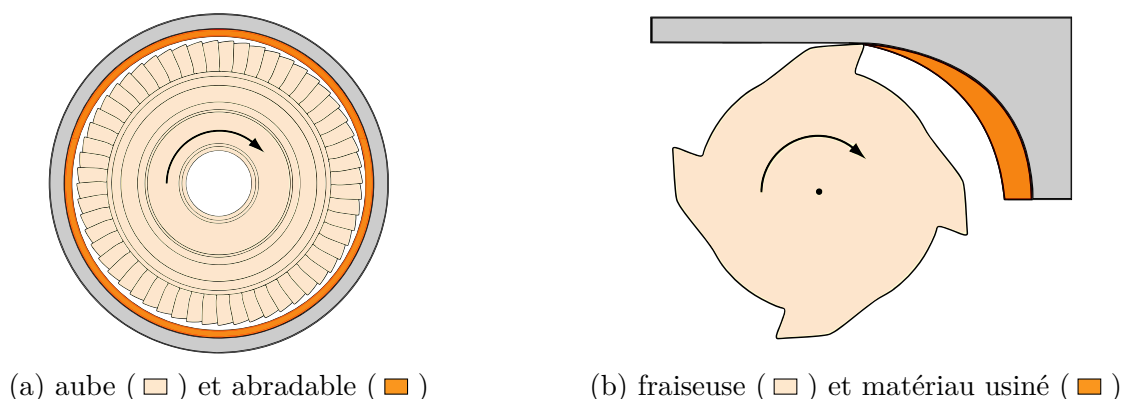 (a) aube ( ) et abradable ( )
(b) fraiseuse ( ) et matériau usiné ( )